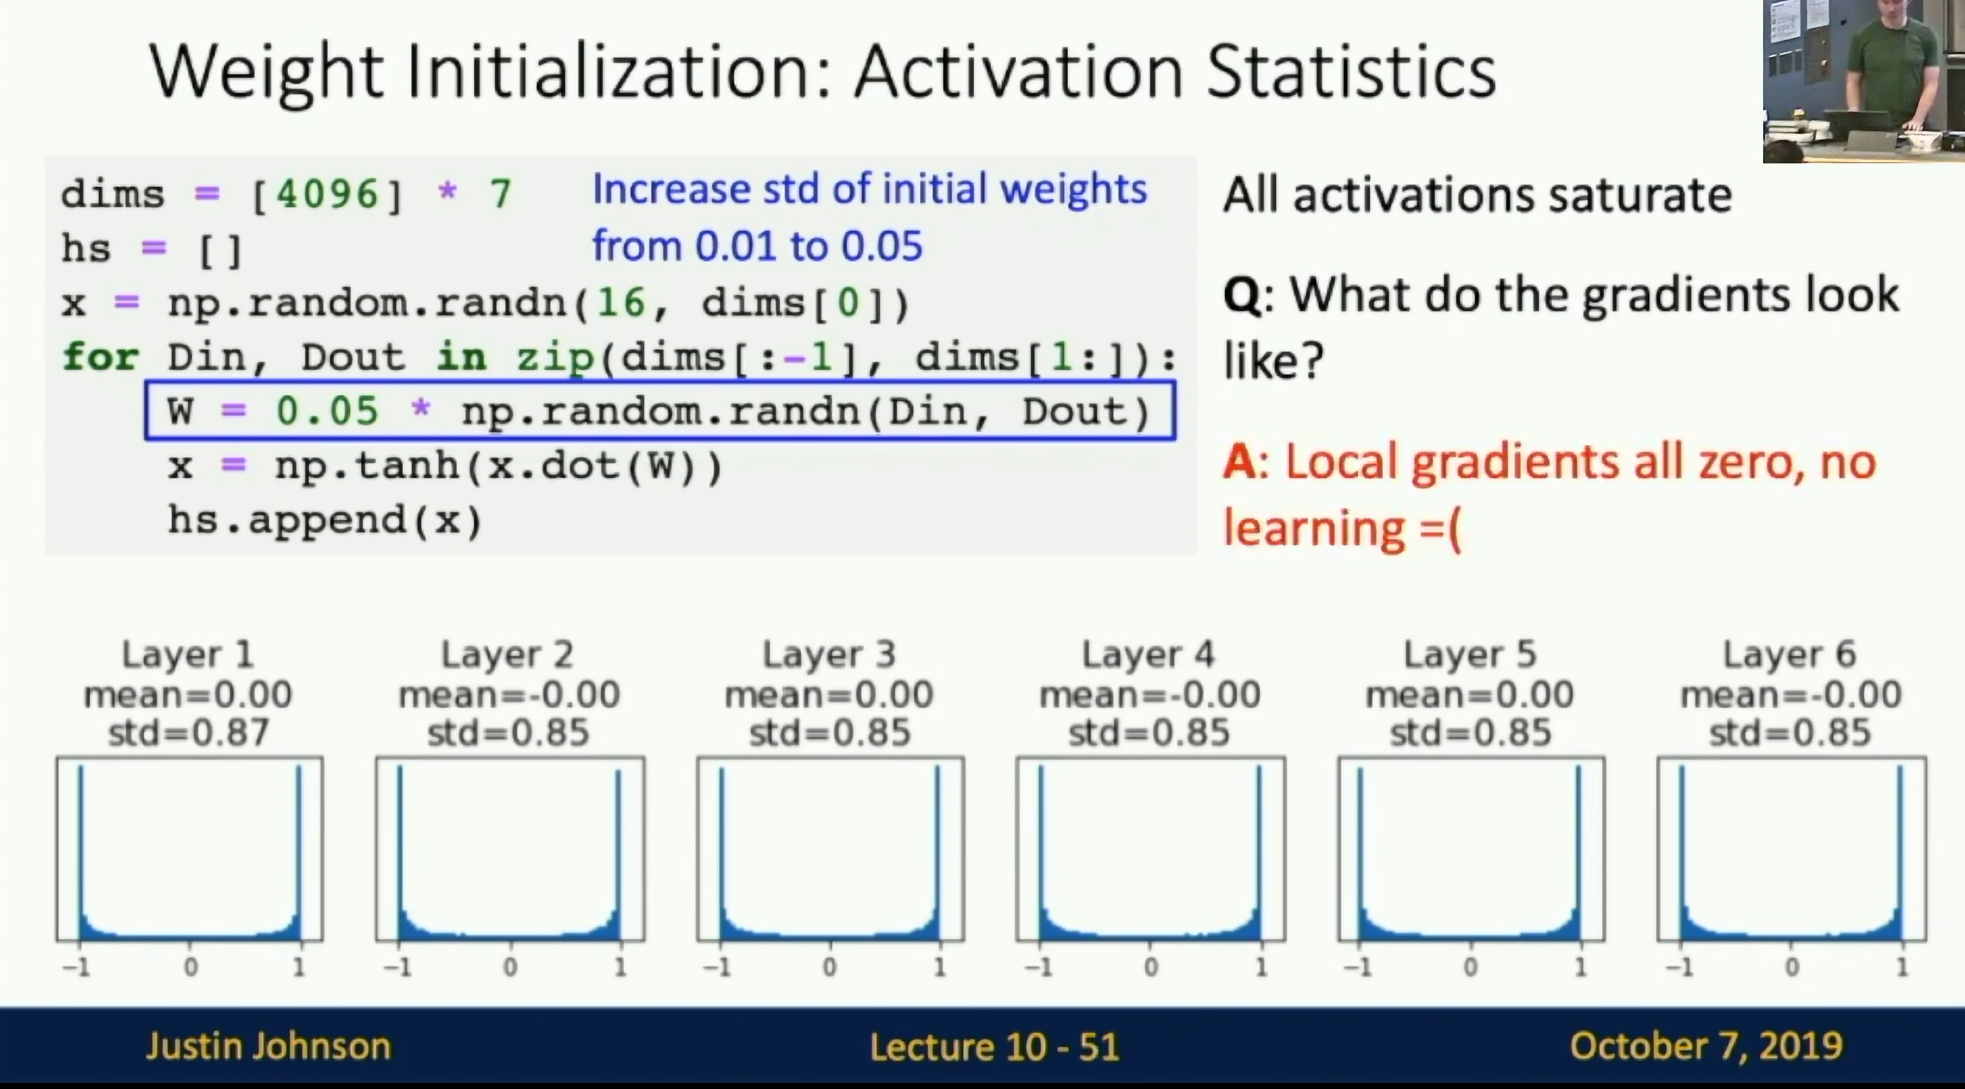 Weight Initialization: Activation Statistics
dims = [4096] * 7
hs = []
x = np.random.randn(16, dims[0])
for Din, Dout in zip(dims[:-1], dims[1:]):
W = 0.05 * np.random.randn(Din, Dout)
x = np.tanh(x.dot(W))
hs.append(x)
Increase std of initial weights
from 0.01 to 0.05
All activations saturate
Q: What do the gradients look
like?
A: Local gradients all zero, no
learning =(
Layer 1
mean=0.00
std=0.87
-1 0 1
Layer 2
mean=-0.00
std=0.85
-1 0 1
Layer 3
mean=0.00
std=0.85
-1 0 1
Layer 4
mean=-0.00
std=0.85
-1 0 1
Layer 5
mean=0.00
std=0.85
-1 0 1
Layer 6
mean=-0.00
std=0.85
-1 0 1
Justin Johnson
Lecture 10 - 51
October 7, 2019